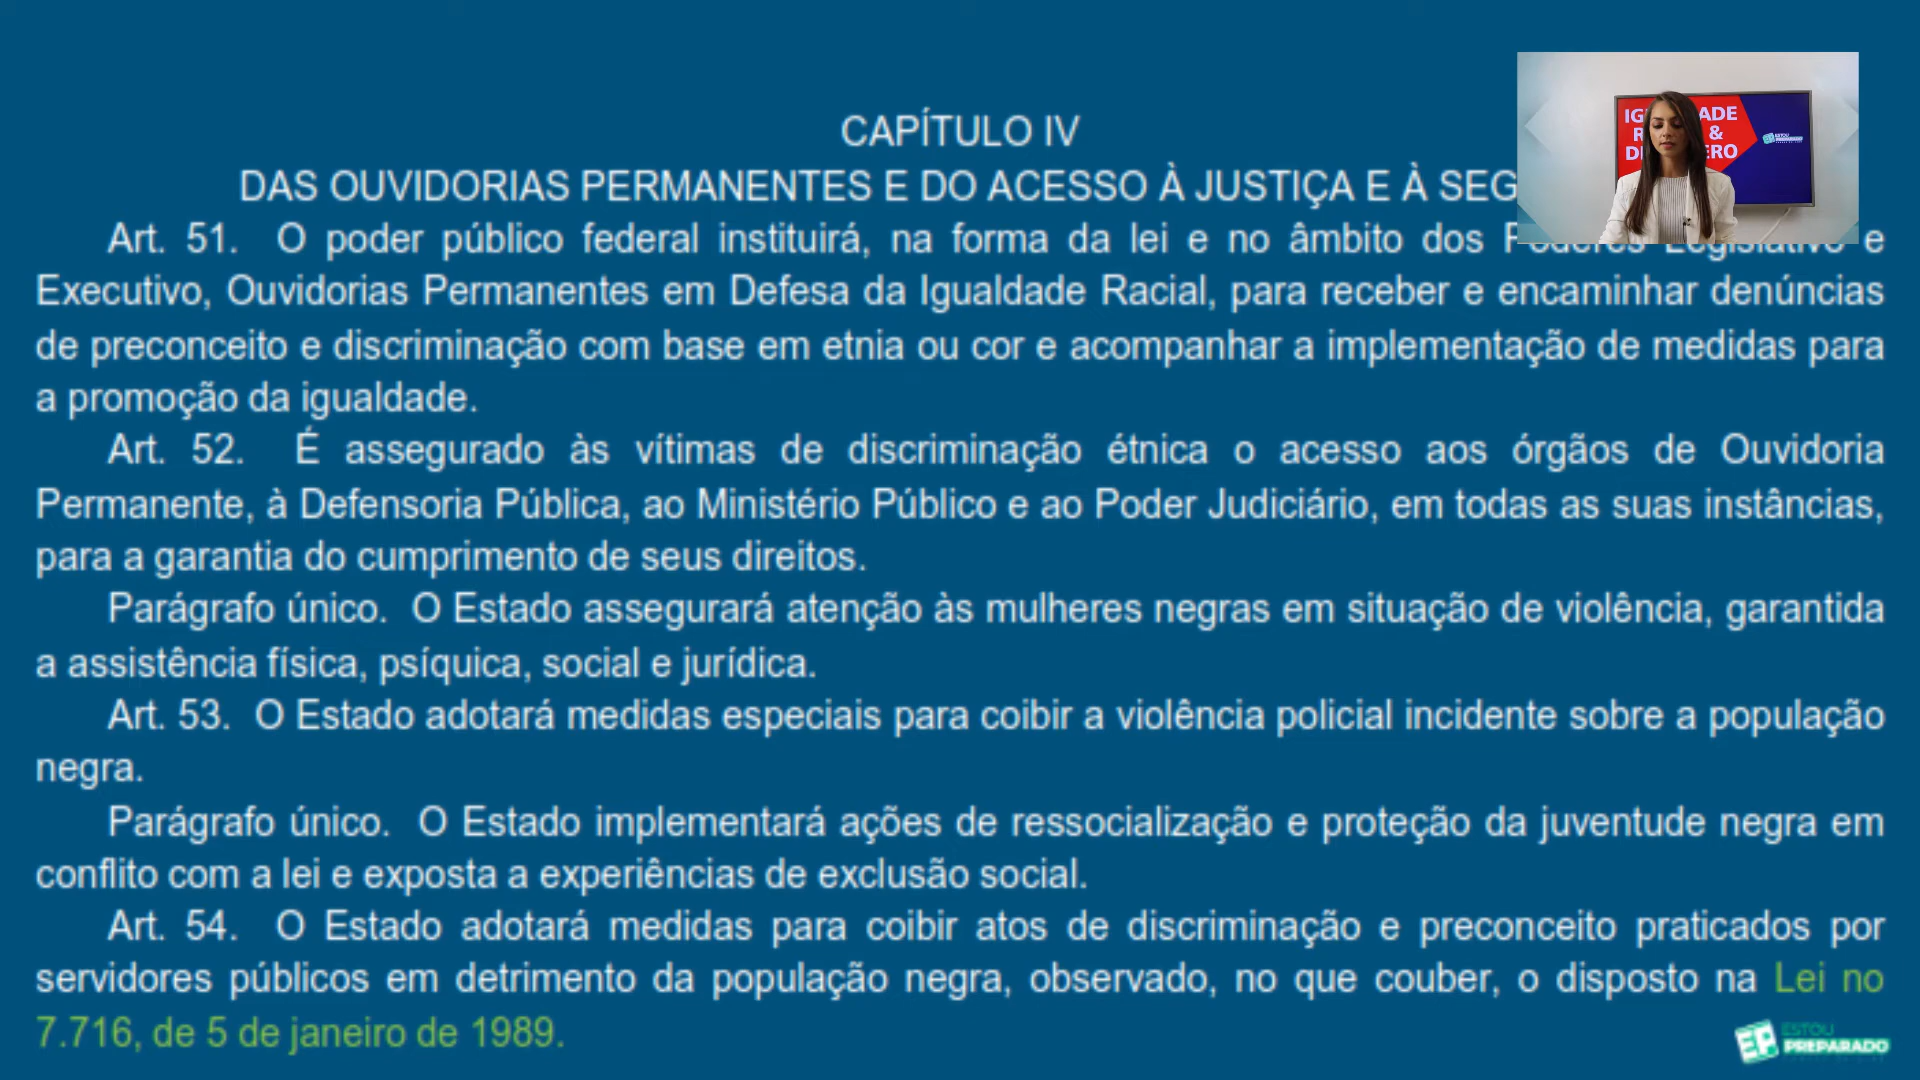 CAPÍTULO IV
DAS OUVIDORIAS PERMANENTES E DO ACESSO À JUSTIÇA E À SEG
Art. 51. O poder público federal instituirá, na forma da lei e no âmbito dos Poderes Legislativo e
Executivo, Ouvidorias Permanentes em Defesa da Igualdade Racial, para receber e encaminhar denúncias
de preconceito e discriminação com base em etnia ou cor e acompanhar a implementação de medidas para
a promoção da igualdade.
Art. 52. É assegurado às vítimas de discriminação étnica o acesso aos órgãos de Ouvidoria
Permanente, à Defensoria Pública, ao Ministério Público e ao Poder Judiciário, em todas as suas instâncias,
para a garantia do cumprimento de seus direitos.
Parágrafo único. O Estado assegurará atenção às mulheres negras em situação de violência, garantida
a assistência física, psíquica, social e jurídica.
Art. 53. O Estado adotará medidas especiais para coibir a violência policial incidente sobre a população
negra.
Parágrafo único. O Estado implementará ações de ressocialização e proteção da juventude negra em
conflito com a lei e exposta a experiências de exclusão social.
Art. 54. O Estado adotará medidas para coibir atos de discriminação e preconceito praticados por
servidores públicos em detrimento da população negra, observado, no que couber, o disposto na Lei no
7.716, de 5 de janeiro de 1989.
EP ESTOU
PREPARADO